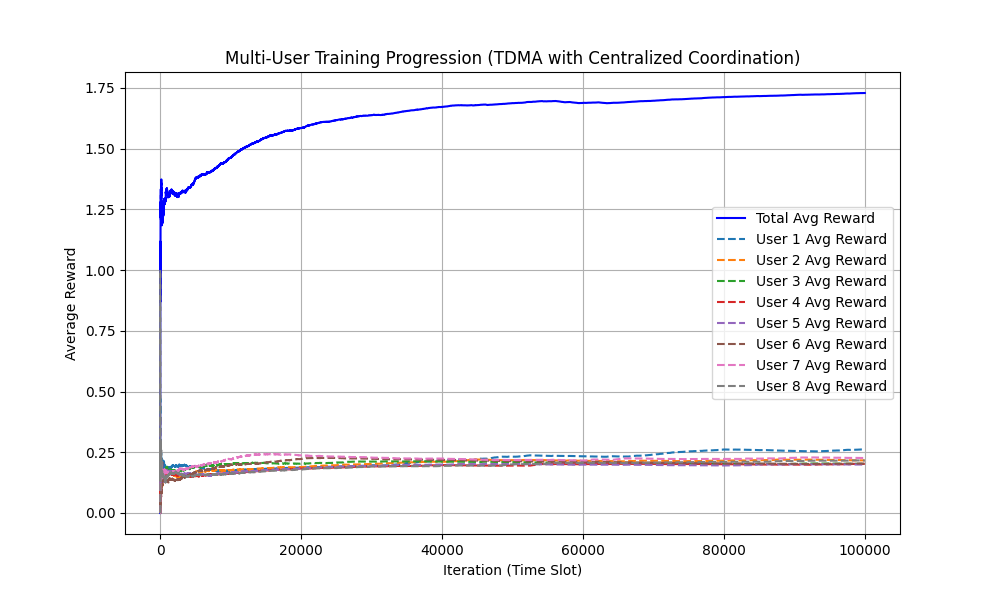 Multi-User Training Progression (TDMA with Centralized Coordination)
Average Reward
1.75
1.50
1.25
1.00
0.75
0.50
0.25
0.00
Total Avg Reward
User 1 Avg Reward
User 2 Avg Reward
User 3 Avg Reward
User 4 Avg Reward
User 5 Avg Reward
User 6 Avg Reward
User 7 Avg Reward
User 8 Avg Reward
0 20000 40000 60000 80000 100000
Iteration (Time Slot)